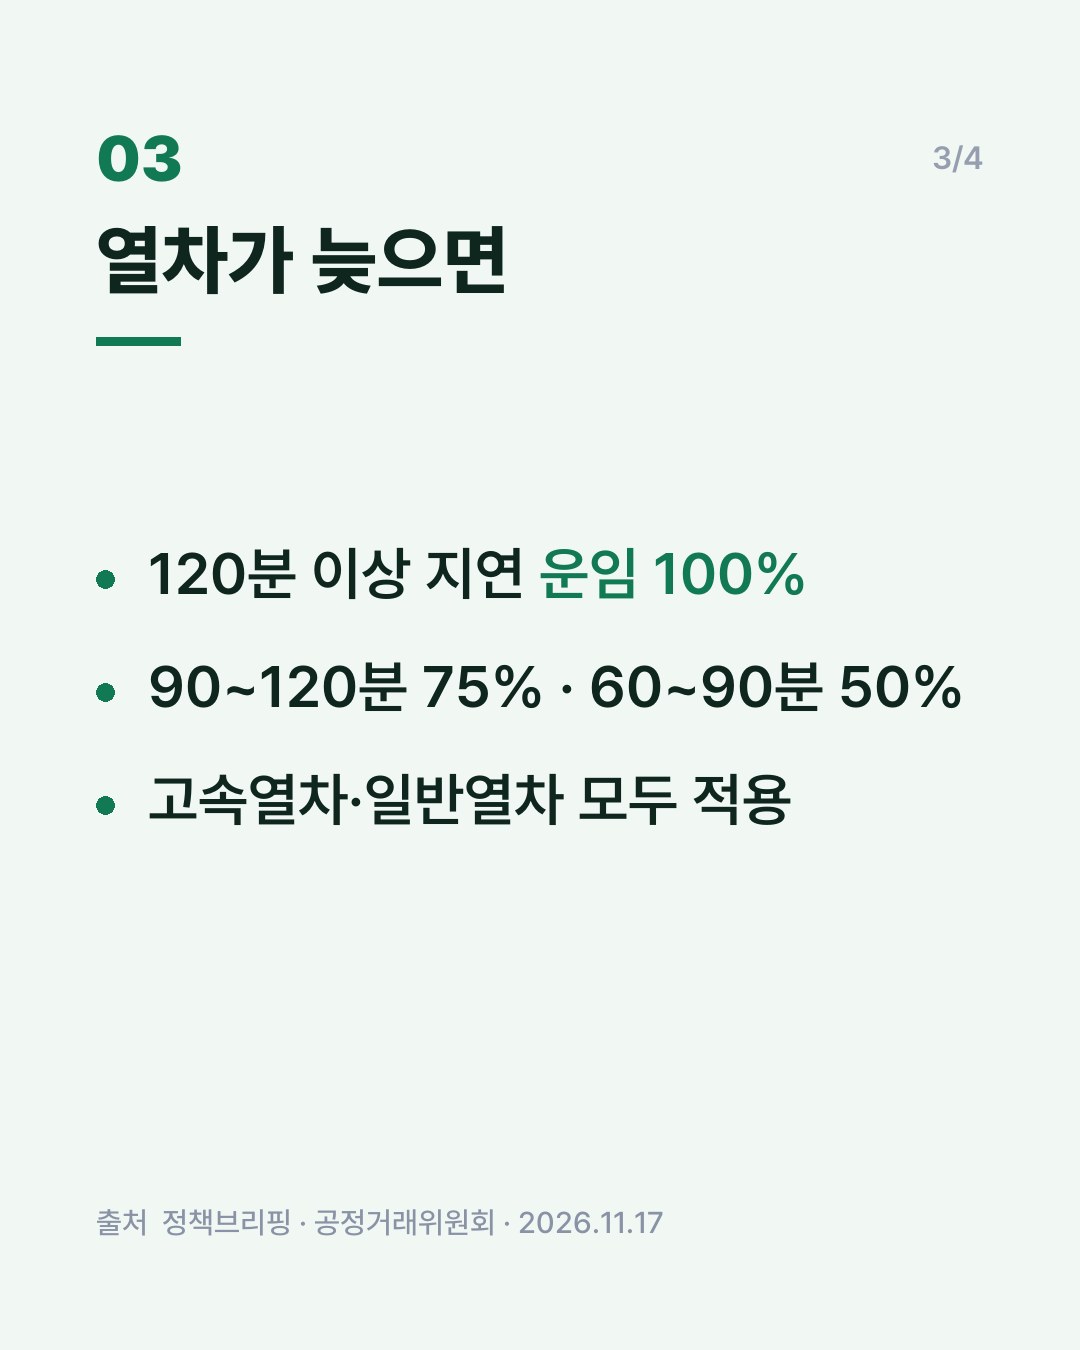 03
3/4
열차가 늦으면
120분 이상 지연 운임 100%
90~120분 75% · 60~90분 50%
고속열차·일반열차 모두 적용
출처 정책브리핑 · 공정거래위원회 · 2026.11.17